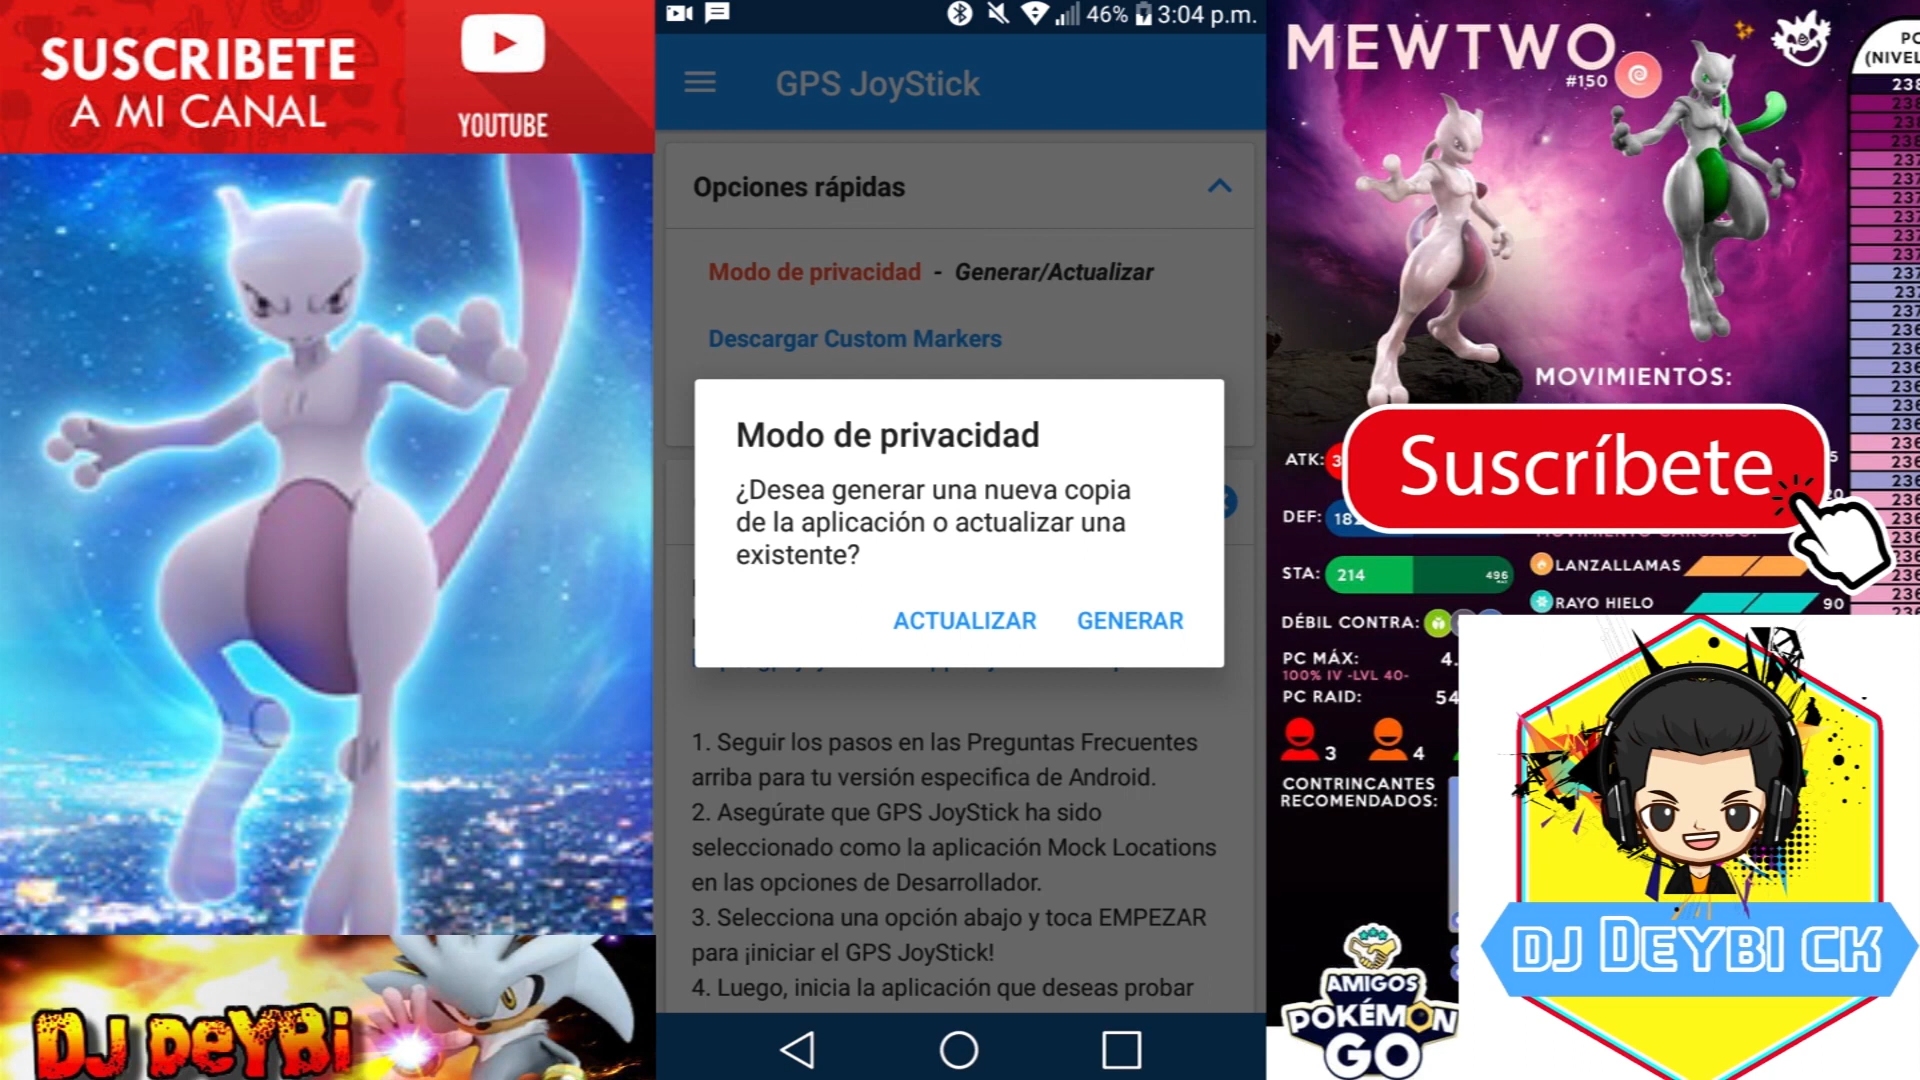 SUSCRIBETE
A MI CANAL
YOUTUBE
DJ DeYBi
46% 3:04 p.m.
GPS JoyStick
Opciones rápidas
Modo de privacidad - Generar/Actualizar
Descargar Custom Markers
Modo de privacidad
¿Desea generar una nueva copia
de la aplicación o actualizar una
existente?
ACTUALIZAR GENERAR
1. Seguir los pasos en las Preguntas Frecuentes
arriba para tu versión especifica de Android.
2. Asegúrate que GPS JoyStick ha sido
seleccionado como la aplicación Mock Locations
en las opciones de Desarrollador.
3. Selecciona una opción abajo y toca EMPEZAR
para ¡iniciar el GPS JoyStick!
4. Luego, inicia la aplicación que deseas probar
MEWTWO
#150
MOVIMIENTOS:
Suscríbete
ATK:
DEF:
STA: 214 496
LANZALLAMAS
RAYO HIELO 90
DÉBIL CONTRA:
PC MÁX:
100% IV -LVL 40-
PC RAID:
3 4
CONTRINCANTES
RECOMENDADOS:
AMIGOS
POKÉMON
GO
DJ DEYBI CK